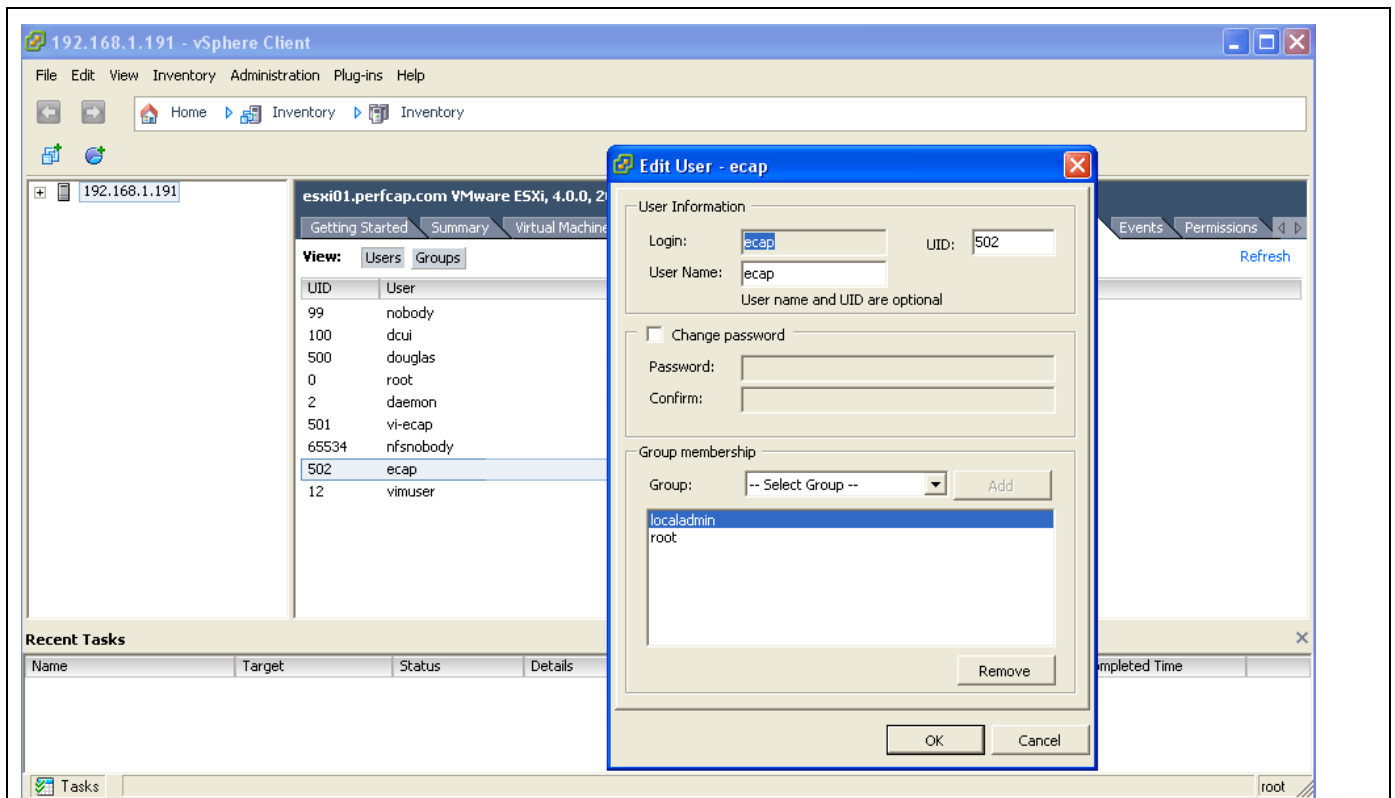 192.168.1.191 - vSphere Client
File Edit View Inventory Administration Plug-ins Help
Home Inventory Inventory
192.168.1.191
esxi01.perfcap.com VMware ESXi, 4.0.0, 2
Getting Started Summary Virtual Machine Events Permissions
View: Users Groups Refresh
UID User
99 nobody
100 dcui
500 douglas
0 root
2 daemon
501 vi-ecap
65534 nfsnobody
502 ecap
12 vimuser
Edit User - ecap
User Information
Login: ecap UID: 502
User Name: ecap
User name and UID are optional
Change password
Password:
Confirm:
Group membership
Group: -- Select Group -- Add
localadmin
root
Remove
OK Cancel
Recent Tasks
Name Target Status Details mpleted Time
Tasks root